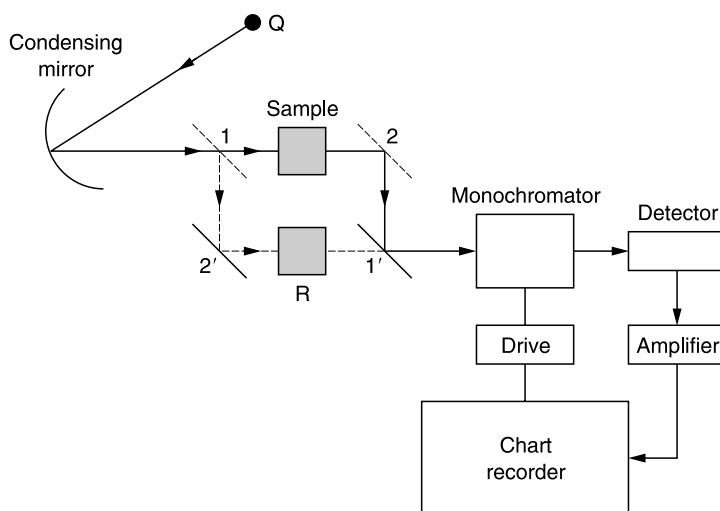 Q
Condensing
mirror
Sample
1
2
Monochromator
Detector
2′
1′
R
Drive
Amplifier
Chart
recorder